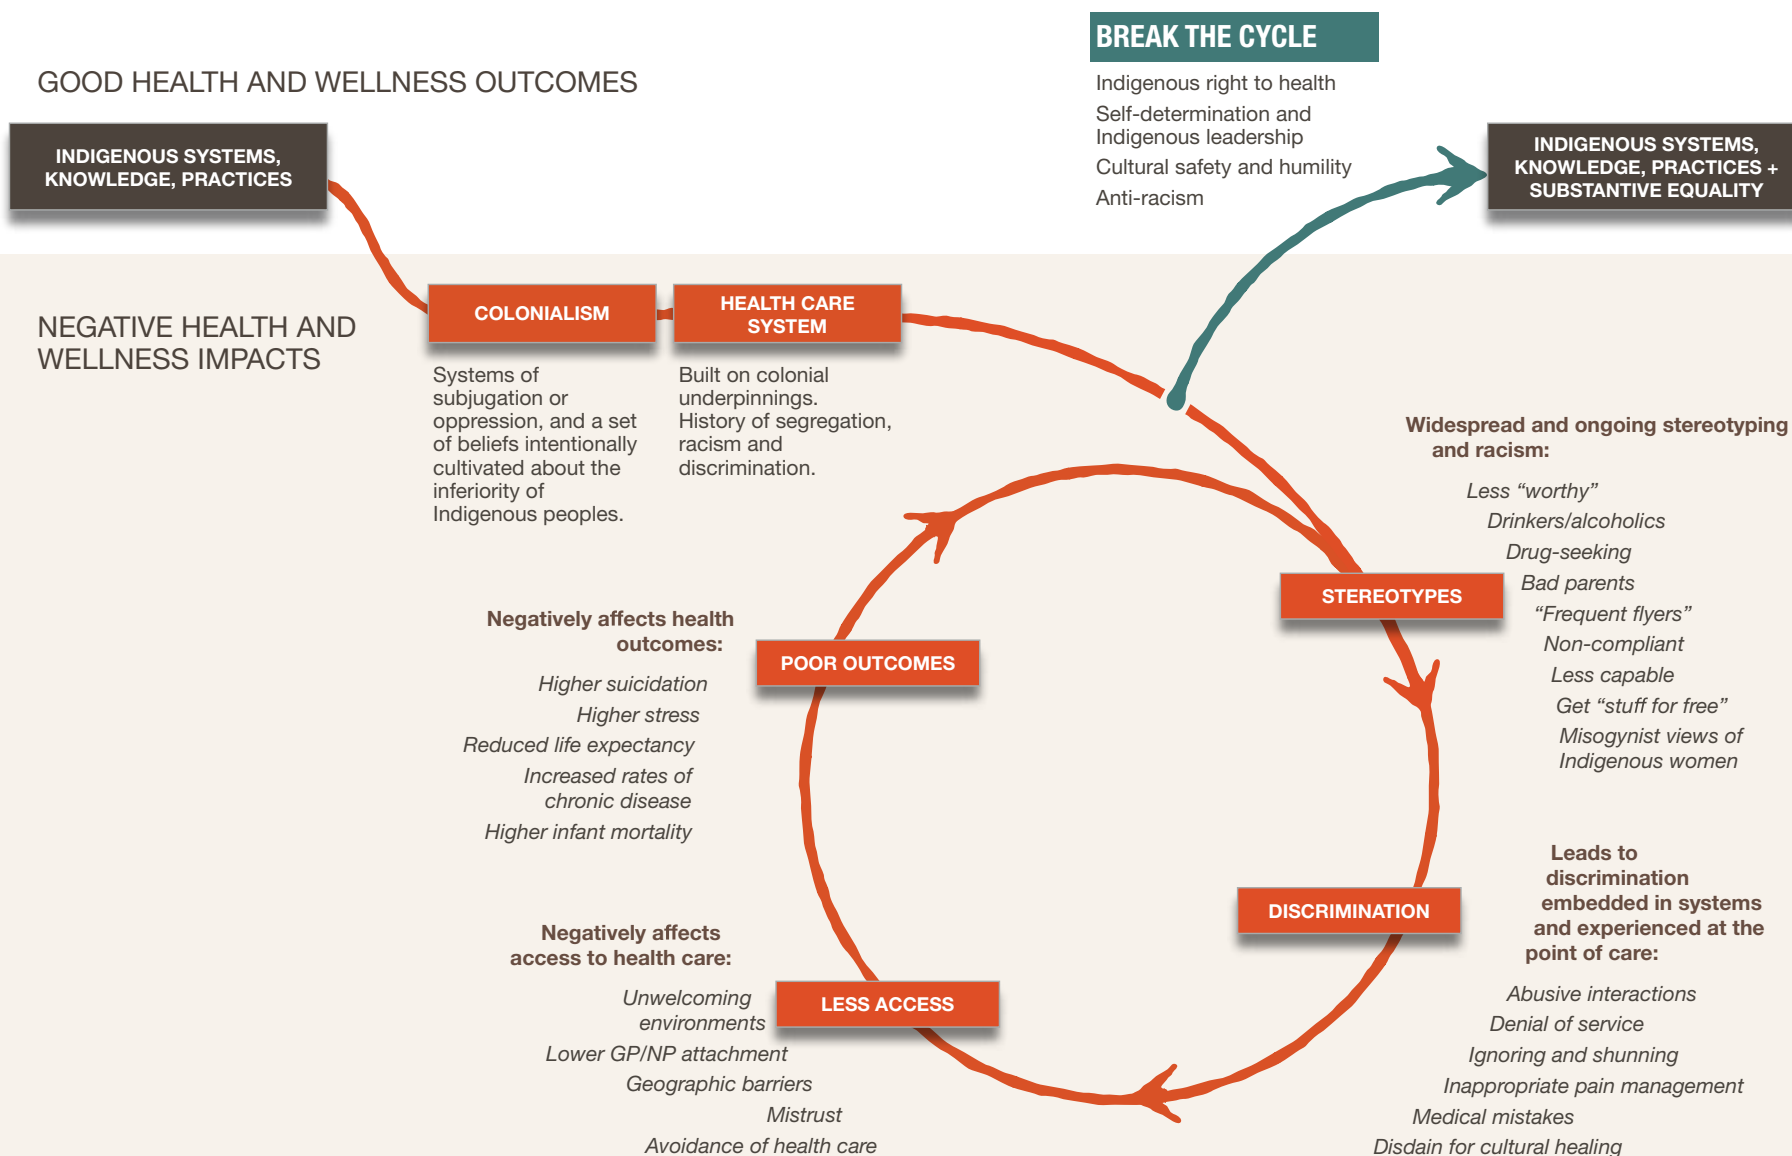 BREAK THE CYCLE
Indigenous right to health
Self-determination and
Indigenous leadership
Cultural safety and humility
Anti-racism
GOOD HEALTH AND WELLNESS OUTCOMES
INDIGENOUS SYSTEMS,
KNOWLEDGE, PRACTICES
INDIGENOUS SYSTEMS,
KNOWLEDGE, PRACTICES +
SUBSTANTIVE EQUALITY
NEGATIVE HEALTH AND
WELLNESS IMPACTS
COLONIALISM
Systems of
subjugation or
oppression, and a set
of beliefs intentionally
cultivated about the
inferiority of
Indigenous peoples.
HEALTH CARE
SYSTEM
Built on colonial
underpinnings.
History of segregation,
racism and
discrimination.
STEREOTYPES
Widespread and ongoing stereotyping
and racism:
Less “worthy”
Drinkers/alcoholics
Drug-seeking
Bad parents
“Frequent flyers”
Non-compliant
Less capable
Get “stuff for free”
Misogynist views of
Indigenous women
DISCRIMINATION
Leads to
discrimination
embedded in systems
and experienced at the
point of care:
Abusive interactions
Denial of service
Ignoring and shunning
Inappropriate pain management
Medical mistakes
Disdain for cultural healing
LESS ACCESS
Negatively affects
access to health care:
Unwelcoming
environments
Lower GP/NP attachment
Geographic barriers
Mistrust
Avoidance of health care
POOR OUTCOMES
Negatively affects health
outcomes:
Higher suicidation
Higher stress
Reduced life expectancy
Increased rates of
chronic disease
Higher infant mortality